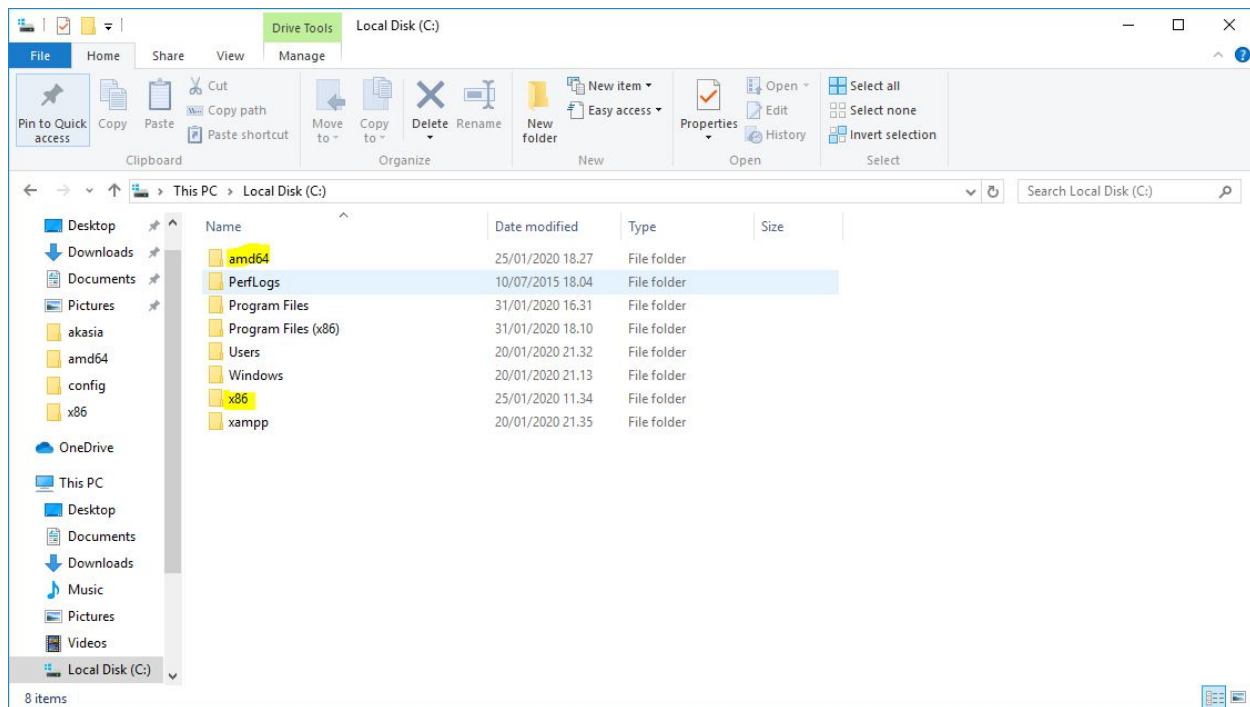 Drive Tools
Local Disk (C:)
File Home Share View Manage
Pin to Quick access
Copy
Paste
Cut
Copy path
Paste shortcut
Move to
Copy to
Delete
Rename
New folder
New item
Easy access
Properties
Open
Edit
History
Select all
Select none
Invert selection
Clipboard Organize New Open Select
This PC > Local Disk (C:)
Search Local Disk (C:)
Desktop
Downloads
Documents
Pictures
akasia
amd64
config
x86
OneDrive
This PC
Desktop
Documents
Downloads
Music
Pictures
Videos
Local Disk (C:)
Name Date modified Type Size
amd64 25/01/2020 18.27 File folder
PerfLogs 10/07/2015 18.04 File folder
Program Files 31/01/2020 16.31 File folder
Program Files (x86) 31/01/2020 18.10 File folder
Users 20/01/2020 21.32 File folder
Windows 20/01/2020 21.13 File folder
x86 25/01/2020 11.34 File folder
xampp 20/01/2020 21.35 File folder
8 items